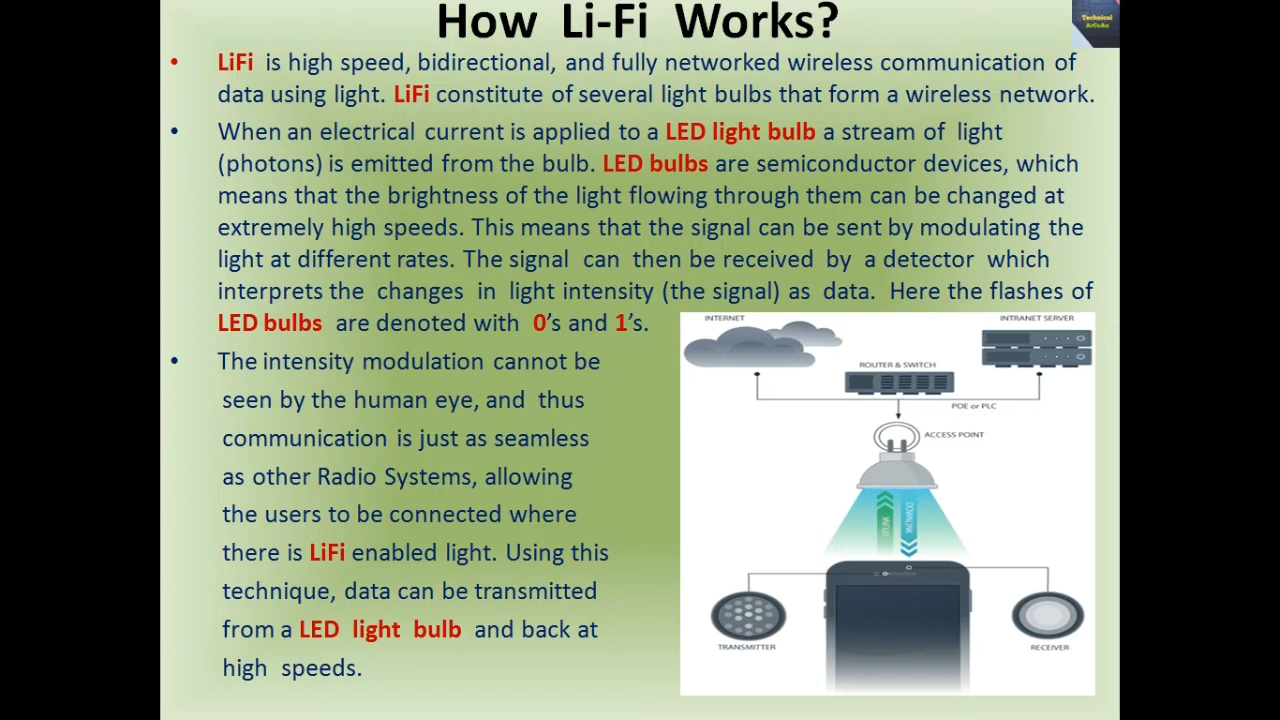 How Li-Fi Works?
Technical
ArCnAn
• LiFi is high speed, bidirectional, and fully networked wireless communication of
data using light. LiFi constitute of several light bulbs that form a wireless network.
• When an electrical current is applied to a LED light bulb a stream of light
(photons) is emitted from the bulb. LED bulbs are semiconductor devices, which
means that the brightness of the light flowing through them can be changed at
extremely high speeds. This means that the signal can be sent by modulating the
light at different rates. The signal can then be received by a detector which
interprets the changes in light intensity (the signal) as data. Here the flashes of
LED bulbs are denoted with 0's and 1's.
• The intensity modulation cannot be
seen by the human eye, and thus
communication is just as seamless
as other Radio Systems, allowing
the users to be connected where
there is LiFi enabled light. Using this
technique, data can be transmitted
from a LED light bulb and back at
high speeds.
INTERNET
INTRANET SERVER
ROUTER & SWITCH
POE or PLC
ACCESS POINT
UPLINK
DOWNLINK
TRANSMITTER
RECEIVER